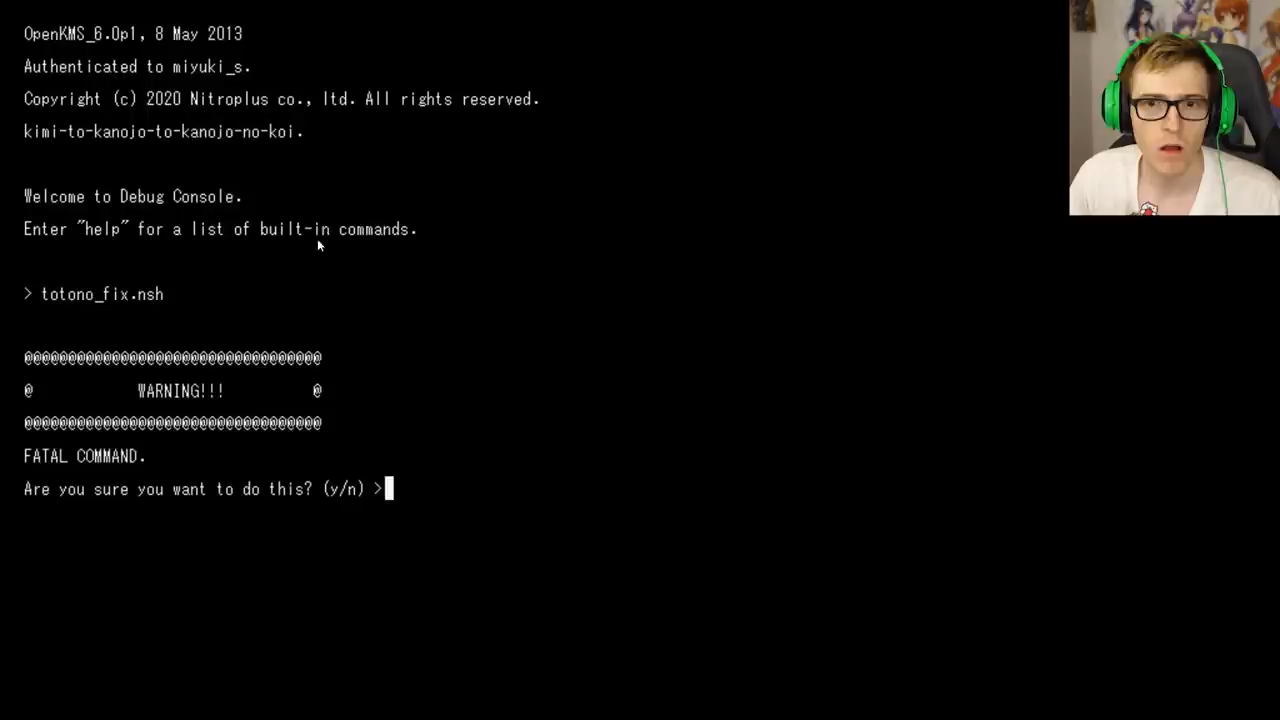 OpenKMS_6.0p1, 8 May 2013
Authenticated to miyuki_s.
Copyright (c) 2020 Nitroplus co., ltd. All rights reserved.
kimi-to-kanojo-to-kanojo-no-koi.
Welcome to Debug Console.
Enter "help" for a list of built-in commands.
> totono_fix.nsh
@@@@@@@@@@@@@@@@@@@@@@@@@@@@@@@@@@
@ WARNING!!! @
@@@@@@@@@@@@@@@@@@@@@@@@@@@@@@@@@@
FATAL COMMAND.
Are you sure you want to do this? (y/n) >